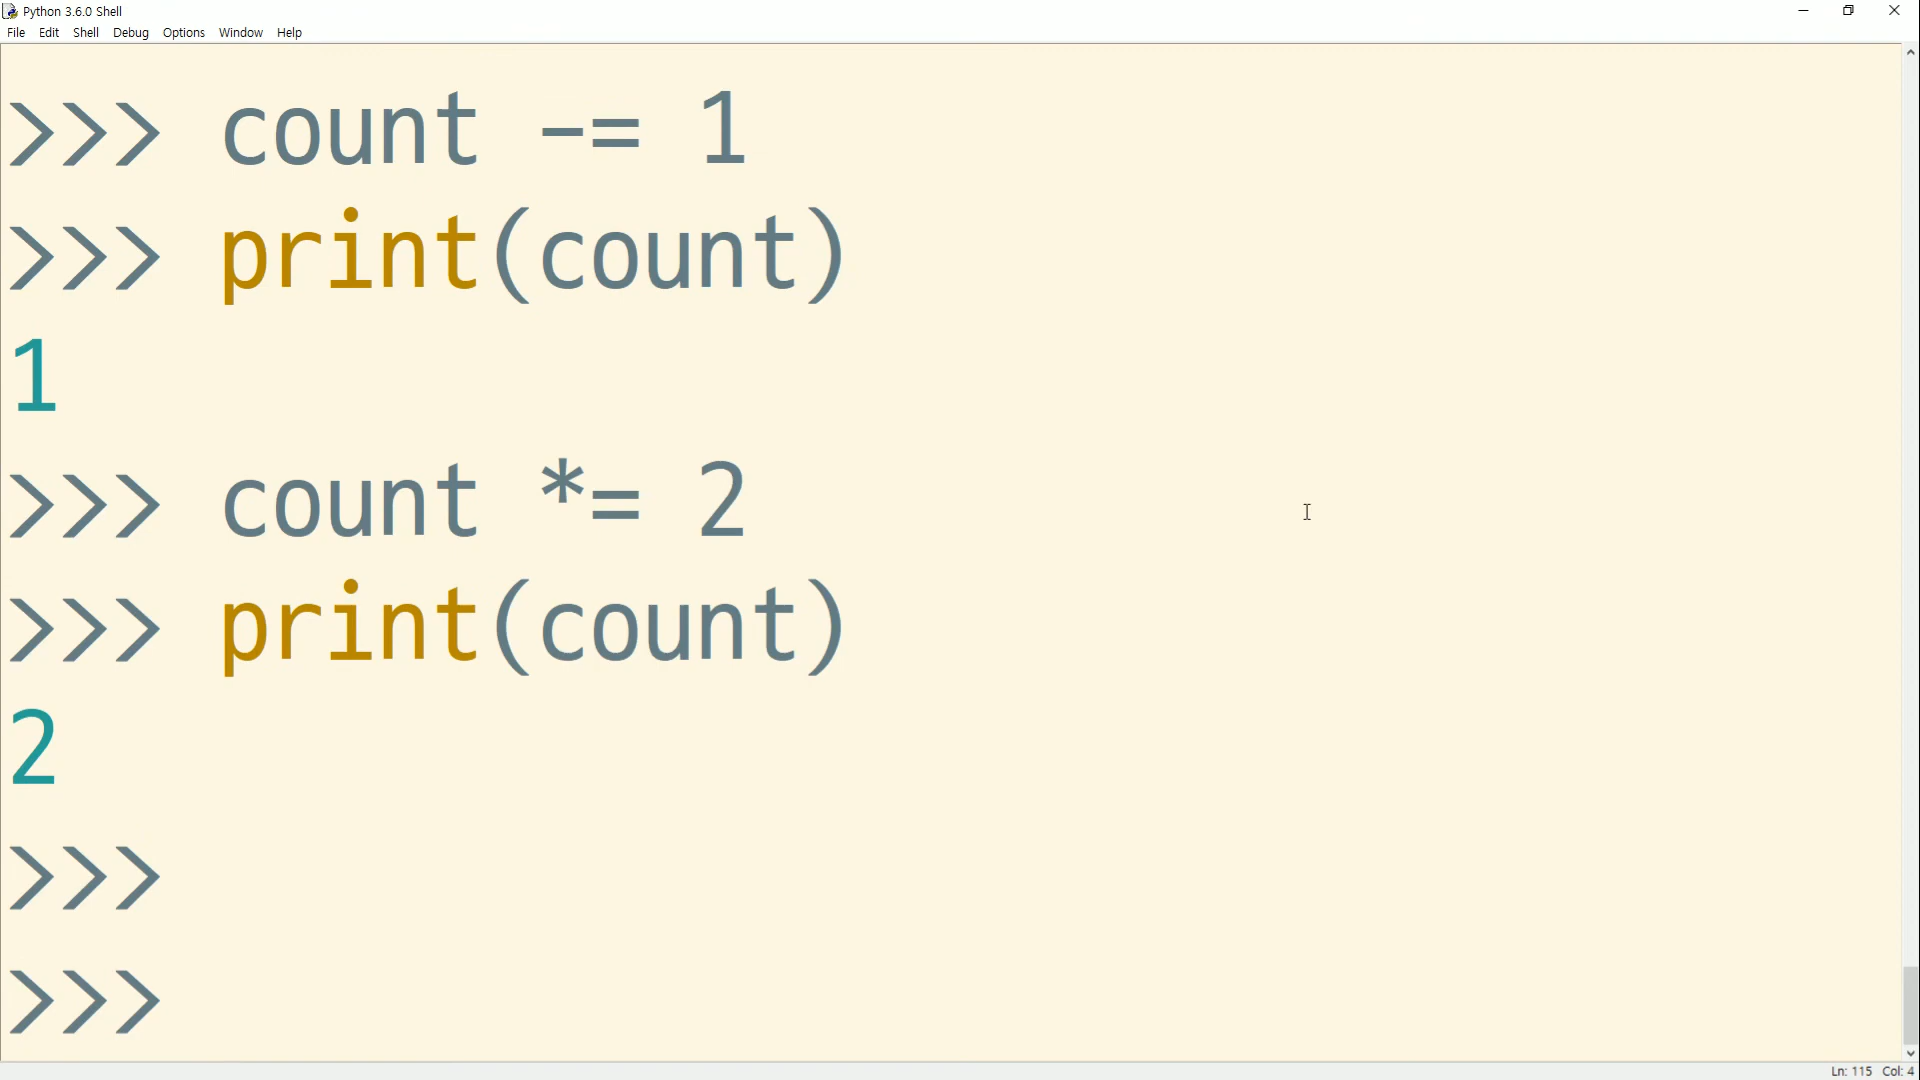 Python 3.6.0 Shell
File Edit Shell Debug Options Window Help
>>> count -= 1
>>> print(count)
1
>>> count *= 2
>>> print(count)
2
>>>
>>>
Ln: 115 Col: 4